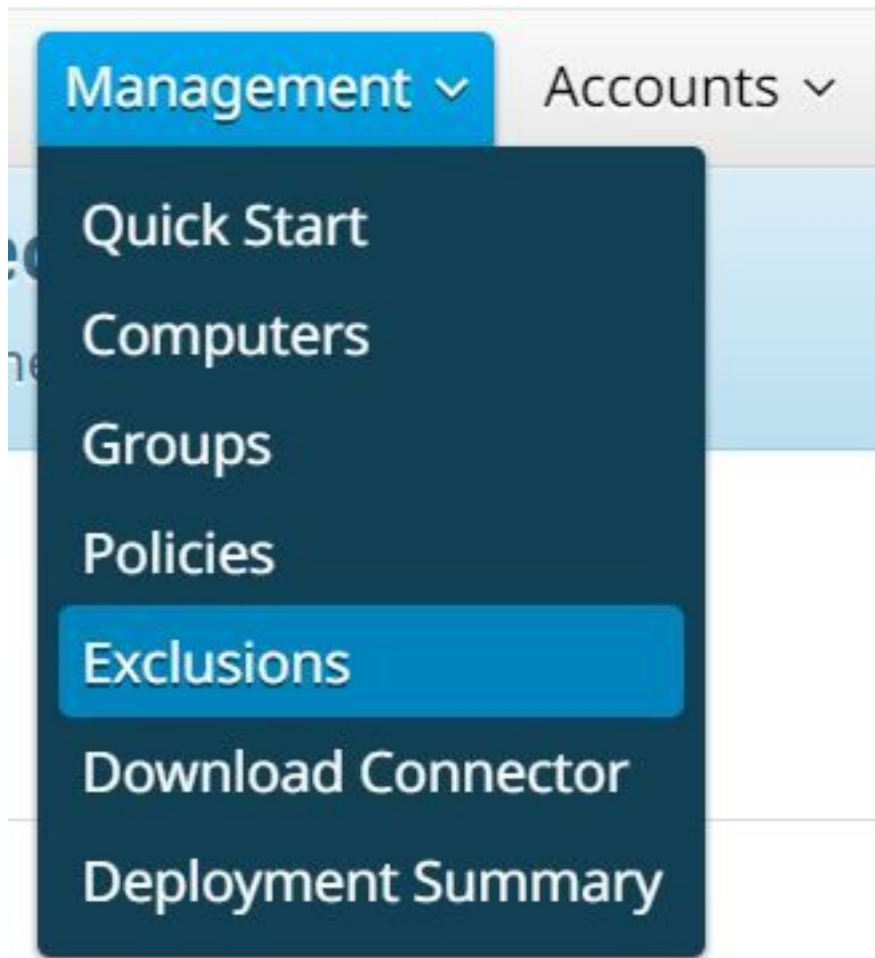 Management Accounts
Quick Start
Computers
Groups
Policies
Exclusions
Download Connector
Deployment Summary